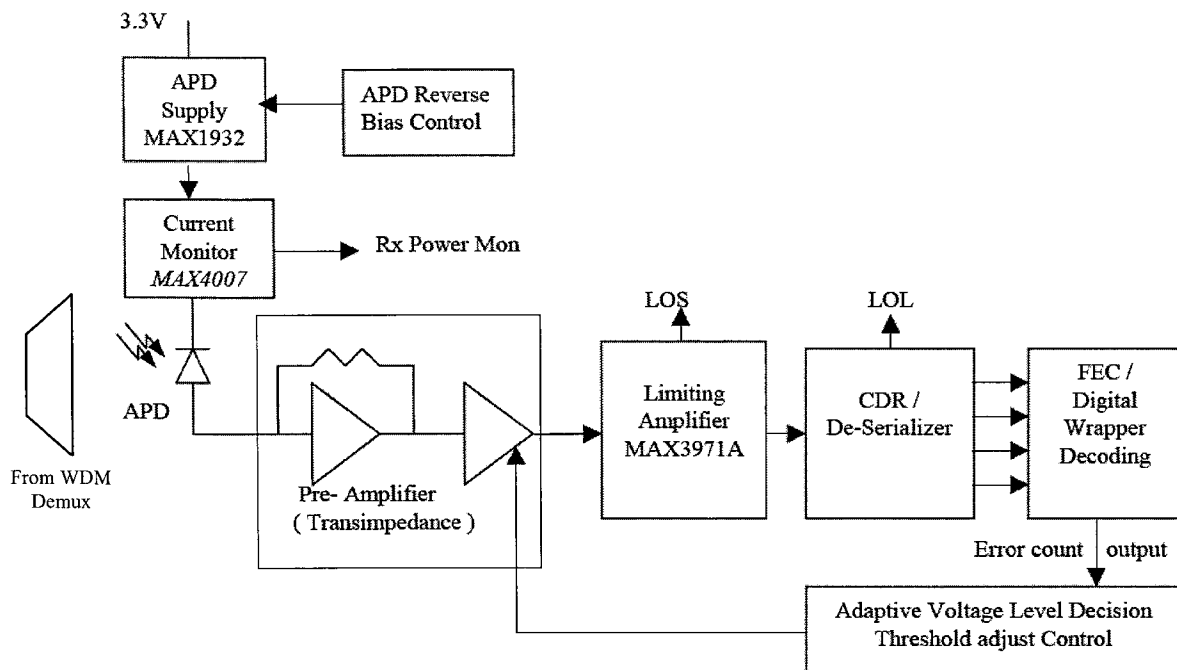 3.3V
APD
Supply
MAX1932
APD Reverse
Bias Control
Current
Monitor
MAX4007
Rx Power Mon
LOS
LOL
APD
From WDM
Demux
Pre- Amplifier
( Transimpedance )
Limiting
Amplifier
MAX3971A
CDR /
De-Serializer
FEC /
Digital
Wrapper
Decoding
Error count output
Adaptive Voltage Level Decision
Threshold adjust Control